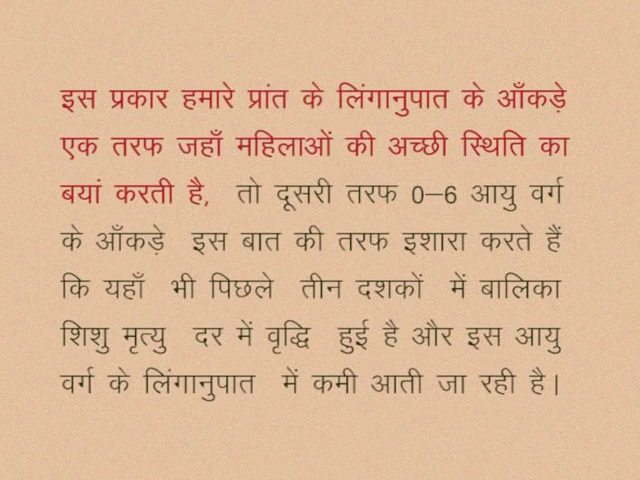 इस प्रकार हमारे प्रांत के लिंगानुपात के आँकड़े
एक तरफ जहाँ महिलाओं की अच्छी स्थिति का
बयां करती है, तो दूसरी तरफ 0–6 आयु वर्ग
के आँकड़े इस बात की तरफ इशारा करते हैं
कि यहाँ भी पिछले तीन दशकों में बालिका
शिशु मृत्यु दर में वृद्धि हुई है और इस आयु
वर्ग के लिंगानुपात में कमी आती जा रही है।